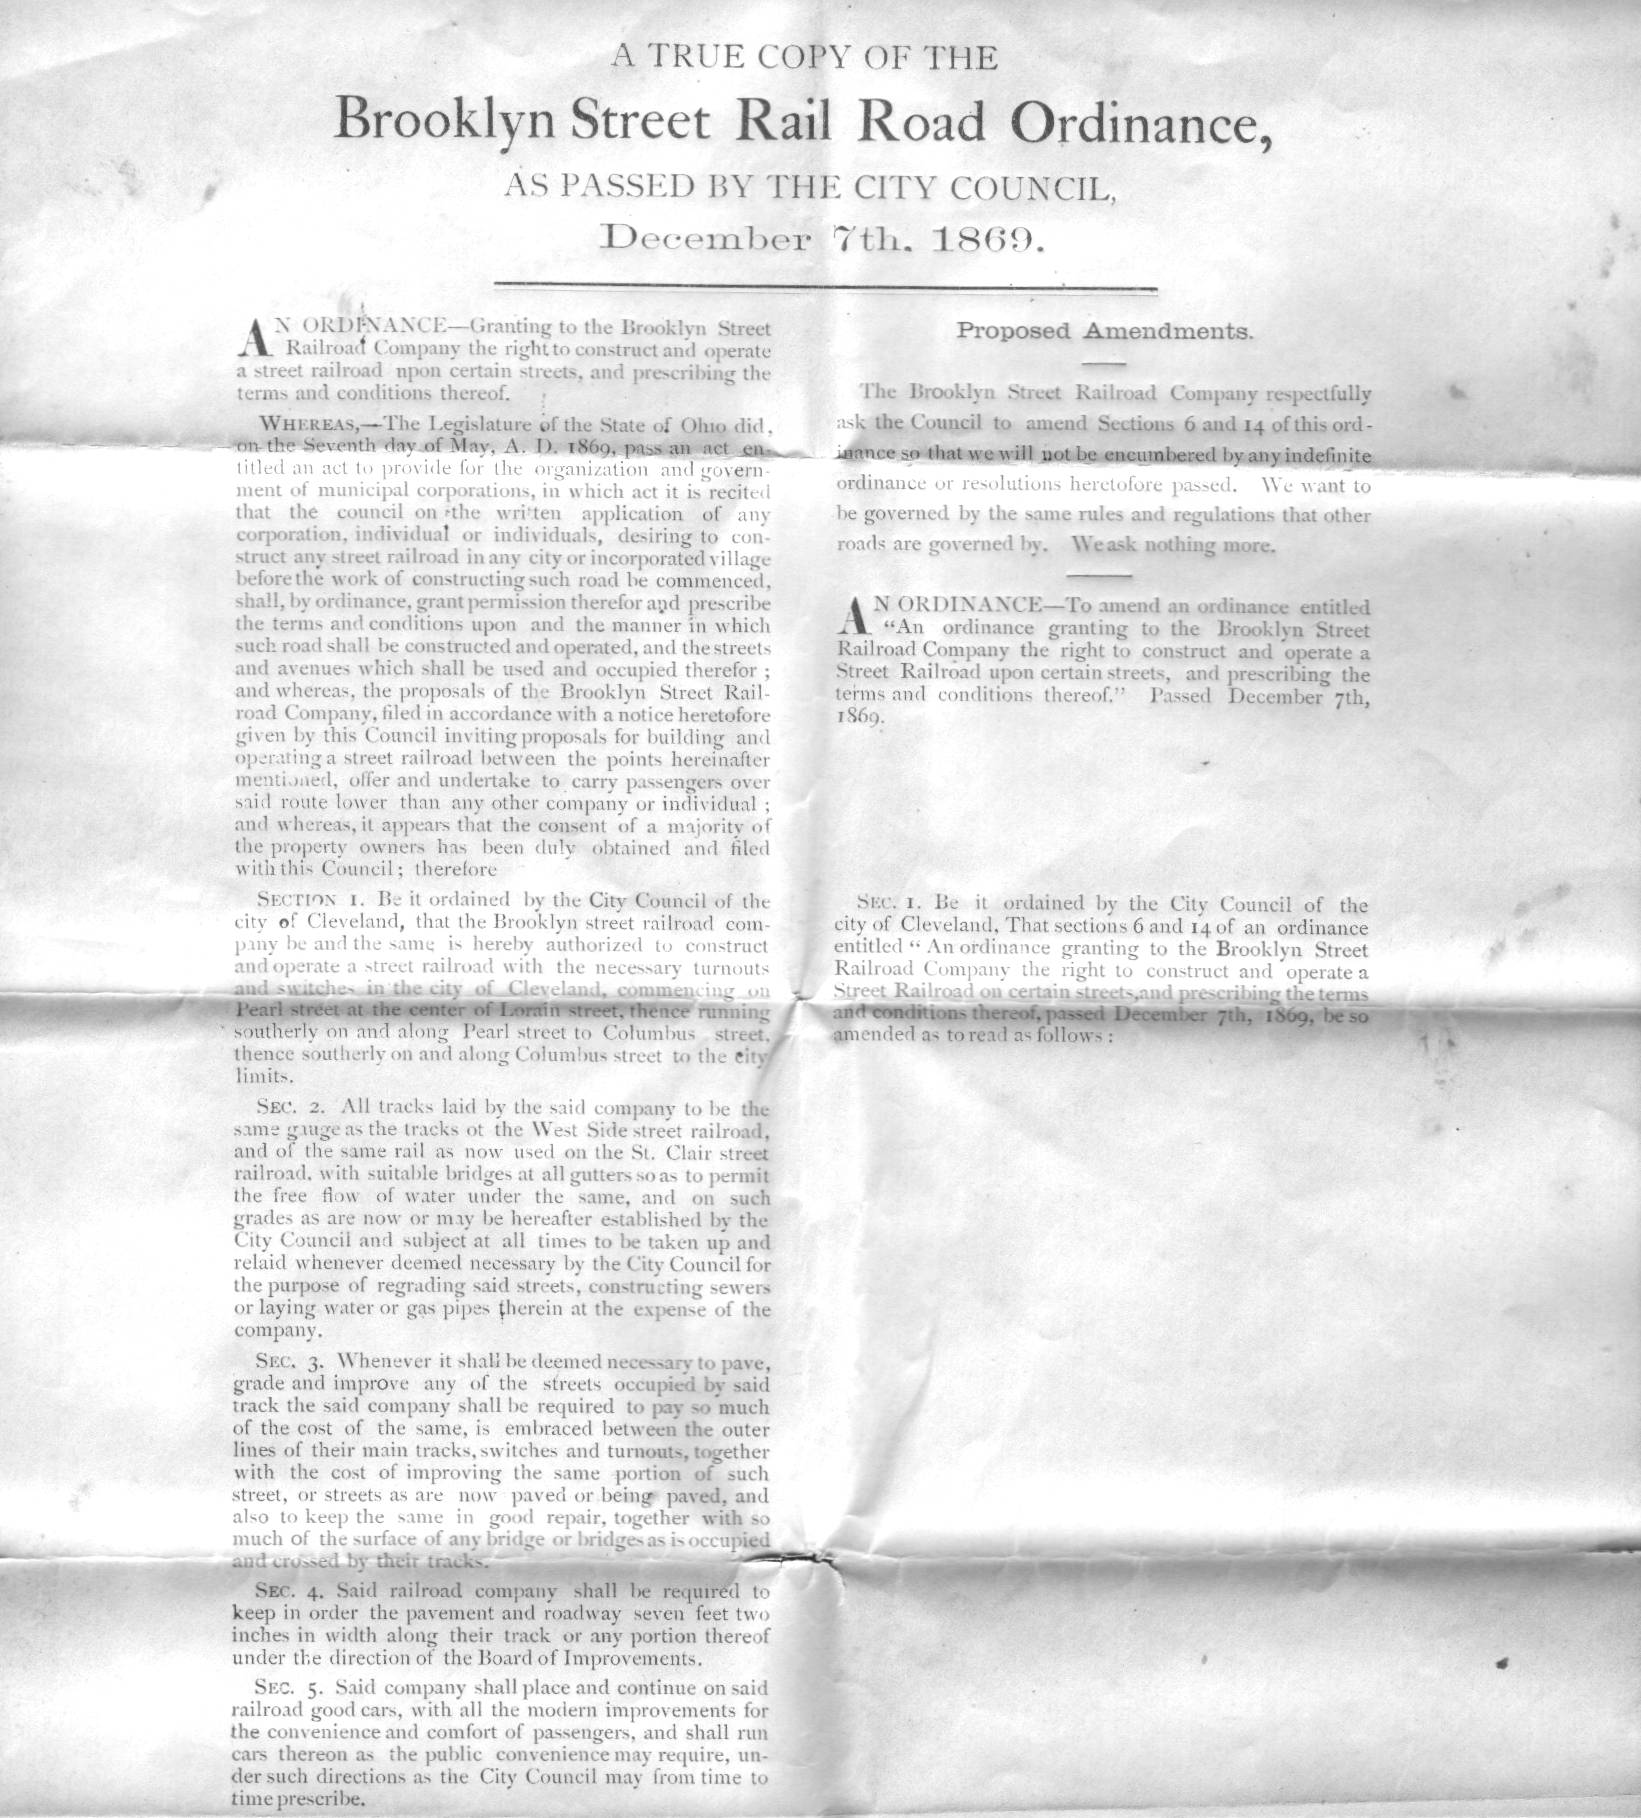 A TRUE COPY OF THE
Brooklyn Street Rail Road Ordinance,
AS PASSED BY THE CITY COUNCIL,
December 7th. 1869.
AN ORDINANCE—Granting to the Brooklyn Street
Railroad Company the right to construct and operate
a street railroad upon certain streets, and prescribing the
terms and conditions thereof.
WHEREAS,—The Legislature of the State of Ohio did,
on the Seventh day of May, A. D. 1869, pass an act en-
titled an act to provide for the organization and govern-
ment of municipal corporations, in which act it is recited
that the council on the written application of any
corporation, individual or individuals, desiring to con-
struct any street railroad in any city or incorporated village
before the work of constructing such road be commenced,
shall, by ordinance, grant permission therefor and prescribe
the terms and conditions upon and the manner in which
such road shall be constructed and operated, and the streets
and avenues which shall be used and occupied therefor ;
and whereas, the proposals of the Brooklyn Street Rail-
road Company, filed in accordance with a notice heretofore
given by this Council inviting proposals for building and
operating a street railroad between the points hereinafter
mentioned, offer and undertake to carry passengers over
said route lower than any other company or individual ;
and whereas, it appears that the consent of a majority of
the property owners has been duly obtained and filed
with this Council ; therefore
SECTION 1. Be it ordained by the City Council of the
city of Cleveland, that the Brooklyn street railroad com-
pany be and the same is hereby authorized to construct
and operate a street railroad with the necessary turnouts
and switches in the city of Cleveland, commencing on
Pearl street at the center of Lorain street, thence running
southerly on and along Pearl street to Columbus street,
thence southerly on and along Columbus street to the city
limits.
SEC. 2. All tracks laid by the said company to be the
same gauge as the tracks ot the West Side street railroad,
and of the same rail as now used on the St. Clair street
railroad, with suitable bridges at all gutters so as to permit
the free flow of water under the same, and on such
grades as are now or may be hereafter established by the
City Council and subject at all times to be taken up and
relaid whenever deemed necessary by the City Council for
the purpose of regrading said streets, constructing sewers
or laying water or gas pipes therein at the expense of the
company.
SEC. 3. Whenever it shall be deemed necessary to pave,
grade and improve any of the streets occupied by said
track the said company shall be required to pay so much
of the cost of the same, is embraced between the outer
lines of their main tracks, switches and turnouts, together
with the cost of improving the same portion of such
street, or streets as are now paved or being paved, and
also to keep the same in good repair, together with so
much of the surface of any bridge or bridges as is occupied
and crossed by their tracks.
SEC. 4. Said railroad company shall be required to
keep in order the pavement and roadway seven feet two
inches in width along their track or any portion thereof
under the direction of the Board of Improvements.
SEC. 5. Said company shall place and continue on said
railroad good cars, with all the modern improvements for
the convenience and comfort of passengers, and shall run
cars thereon as the public convenience may require, un-
der such directions as the City Council may from time to
time prescribe.
Proposed Amendments.
The Brooklyn Street Railroad Company respectfully
ask the Council to amend Sections 6 and 14 of this ord-
inance so that we will not be encumbered by any indefinite
ordinance or resolutions heretofore passed. We want to
be governed by the same rules and regulations that other
roads are governed by. We ask nothing more.
AN ORDINANCE—To amend an ordinance entitled
“An ordinance granting to the Brooklyn Street
Railroad Company the right to construct and operate a
Street Railroad upon certain streets, and prescribing the
terms and conditions thereof.” Passed December 7th,
1869.
SEC. 1. Be it ordained by the City Council of the
city of Cleveland, That sections 6 and 14 of an ordinance
entitled “ An ordinance granting to the Brooklyn Street
Railroad Company the right to construct and operate a
Street Railroad on certain streets, and prescribing the terms
and conditions thereof, passed December 7th, 1869, be so
amended as to read as follows :